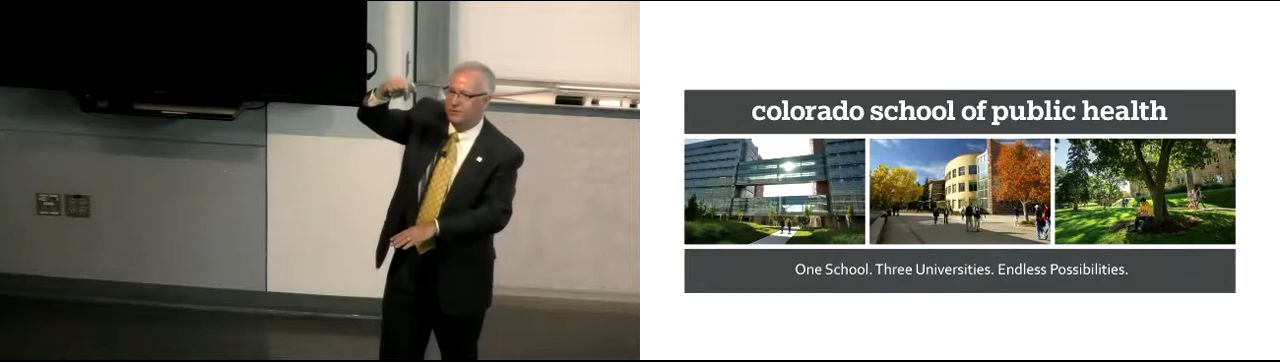 colorado school of public health
One School. Three Universities. Endless Possibilities.